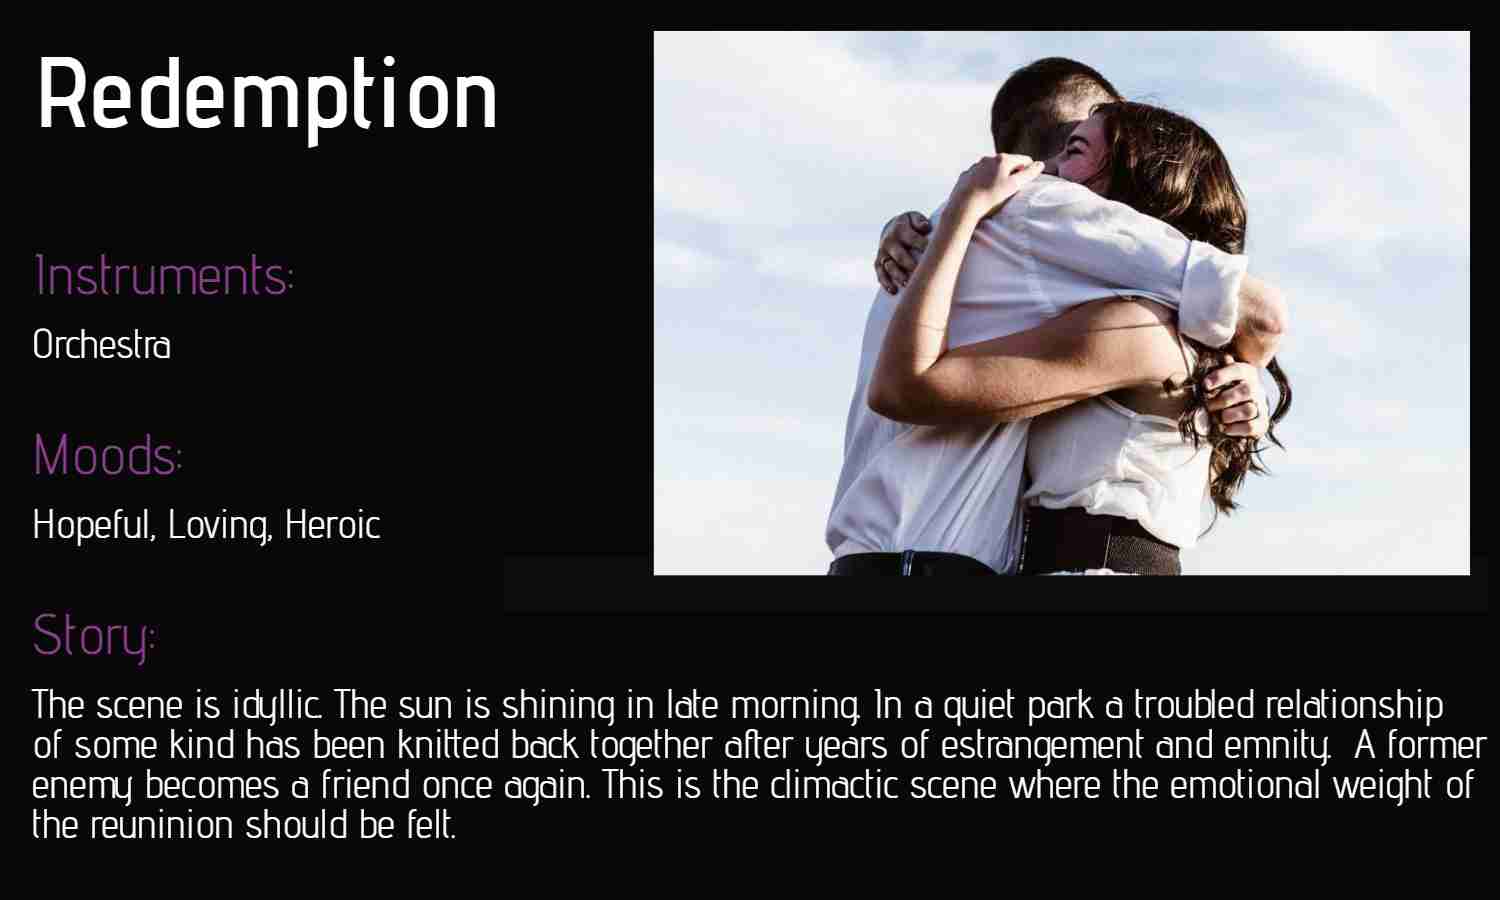 Redemption
Instruments:
Orchestra
Moods:
Hopeful, Loving, Heroic
Story:
The scene is idyllic. The sun is shining in late morning. In a quiet park a troubled relationship
of some kind has been knitted back together after years of estrangement and emnity.  A former
enemy becomes a friend once again. This is the climactic scene where the emotional weight of
the reuninion should be felt.